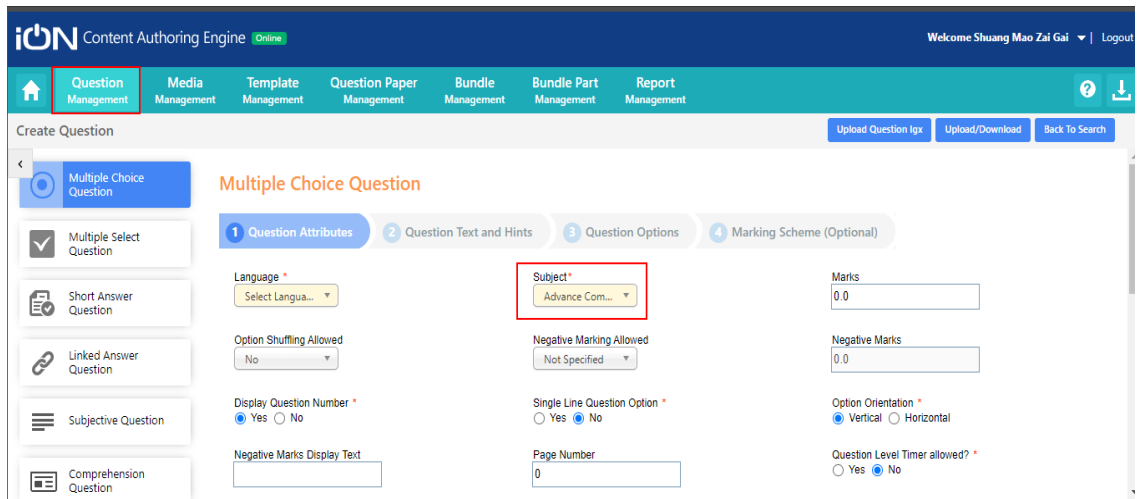 iON Content Authoring Engine Online
Welcome Shuang Mao Zai Gai | Logout
Question Management
Media Management
Template Management
Question Paper Management
Bundle Management
Bundle Part Management
Report Management
?
Create Question
Upload Question Igx
Upload/Download
Back To Search
<
Multiple Choice
Question
Multiple Select
Question
Short Answer
Question
Linked Answer
Question
Subjective Question
Comprehension
Question
Multiple Choice Question
1 Question Attributes
2 Question Text and Hints
3 Question Options
4 Marking Scheme (Optional)
Language *
Select Langua...
Subject*
Advance Com...
Marks
0.0
Option Shuffling Allowed
No
Negative Marking Allowed
Not Specified
Negative Marks
0.0
Display Question Number *
Yes No
Single Line Question Option *
Yes No
Option Orientation *
Vertical Horizontal
Negative Marks Display Text
Page Number
0
Question Level Timer allowed? *
Yes No